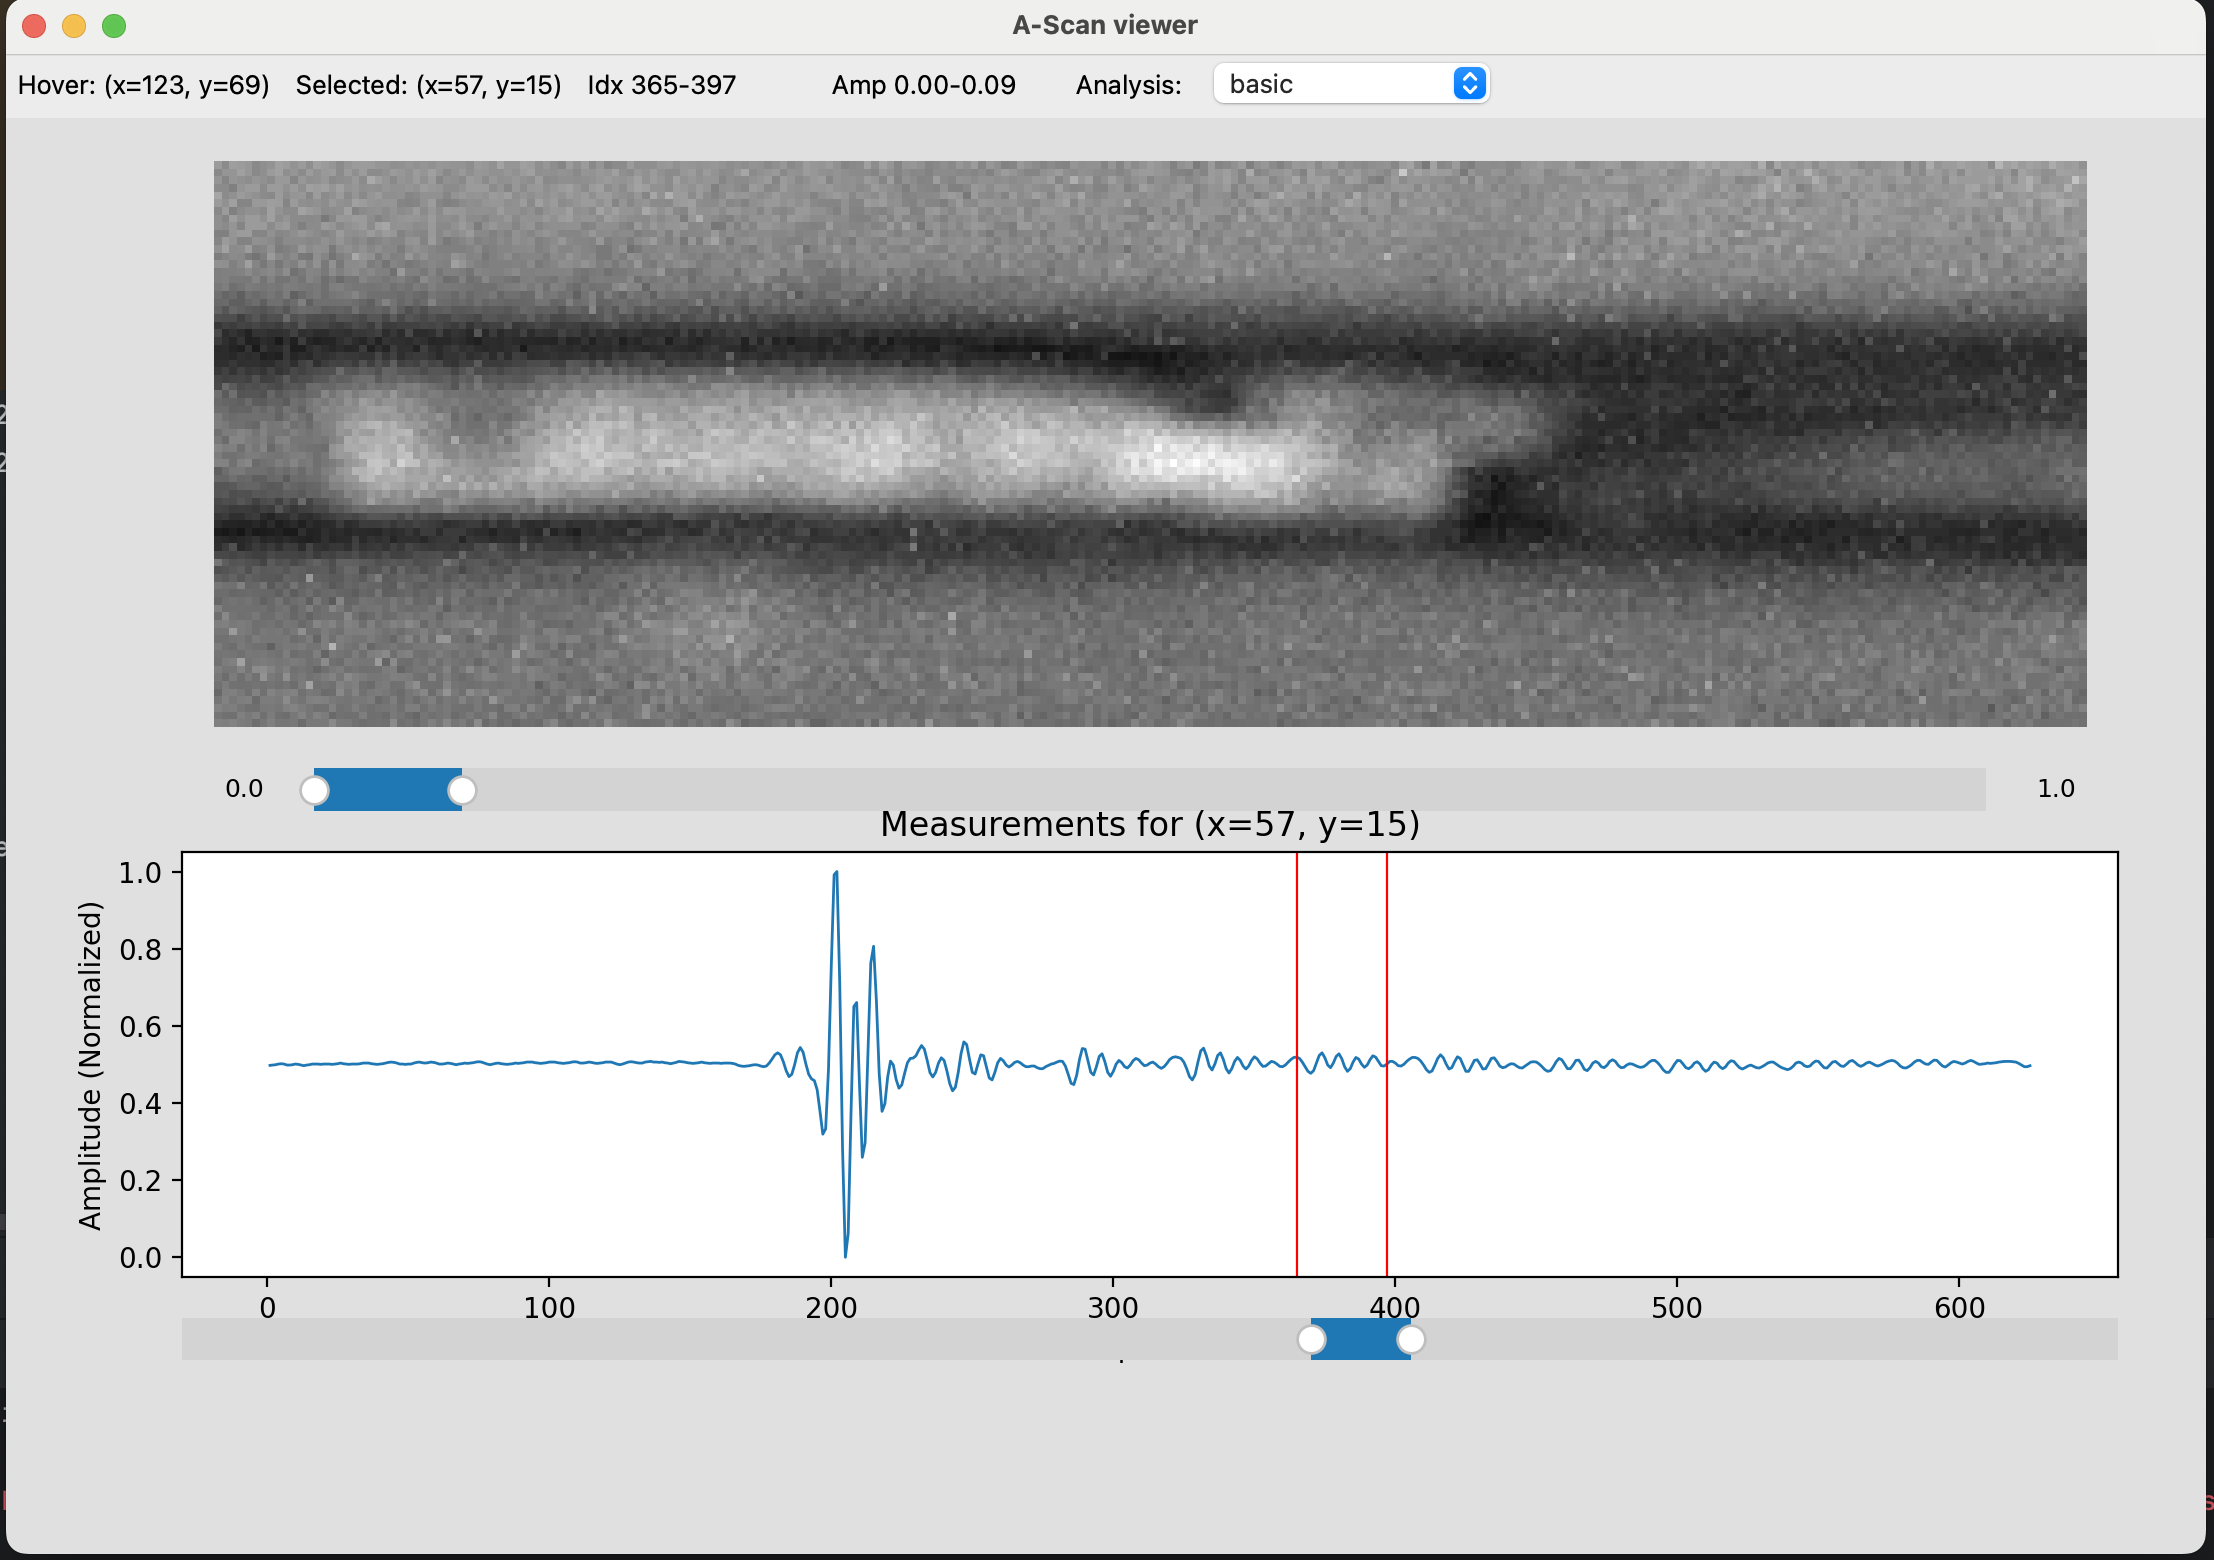 A-Scan viewer
Hover: (x=123, y=69) Selected: (x=57, y=15) Idx 365-397 Amp 0.00-0.09 Analysis: basic
0.0 1.0
Measurements for (x=57, y=15)
Amplitude (Normalized)
1.0
0.8
0.6
0.4
0.2
0.0
0 100 200 300 400 500 600